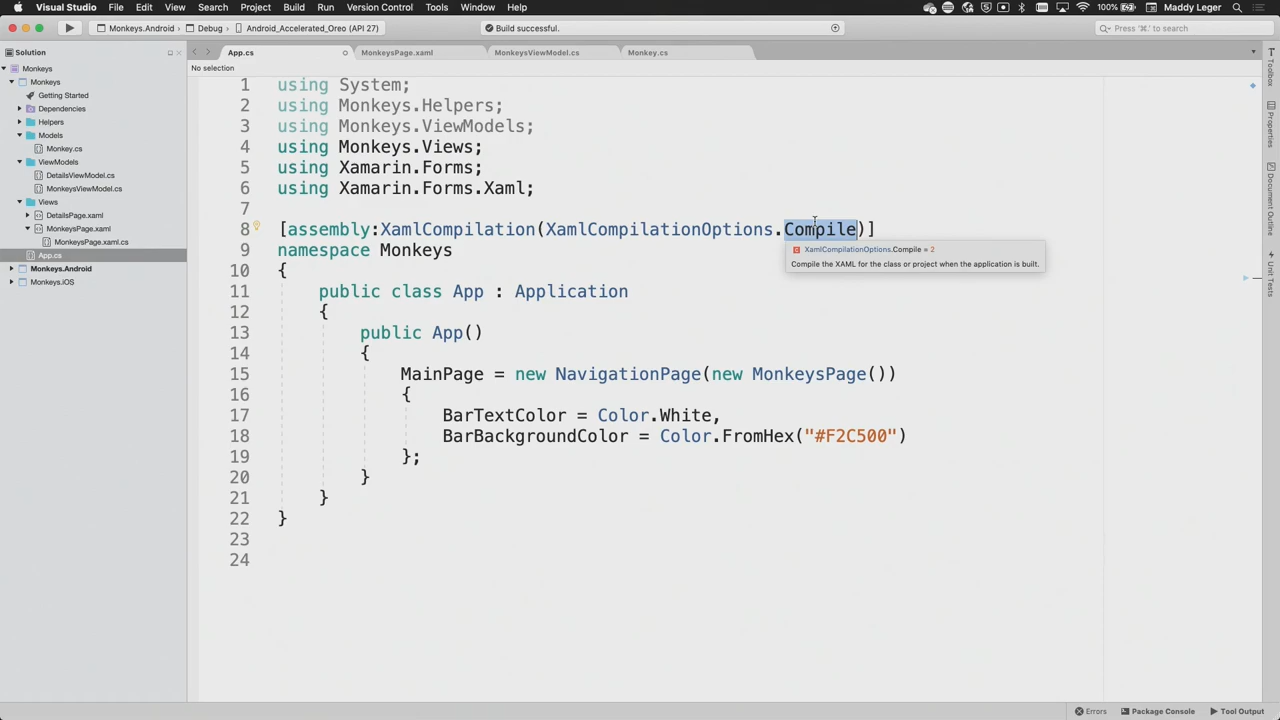 Visual Studio File Edit View Search Project Build Run Version Control Tools Window Help 100% Maddy Leger
Monkeys.Android Debug Android_Accelerated_Oreo (API 27) Build successful. Press '⌘.' to search
Solution
App.cs MonkeysPage.xaml MonkeysViewModel.cs Monkey.cs
No selection
Monkeys
Monkeys
Getting Started
Dependencies
Helpers
Models
Monkey.cs
ViewModels
DetailsViewModel.cs
MonkeysViewModel.cs
Views
DetailsPage.xaml
MonkeysPage.xaml
MonkeysPage.xaml.cs
App.cs
Monkeys.Android
Monkeys.iOS
1 using System;
2 using Monkeys.Helpers;
3 using Monkeys.ViewModels;
4 using Monkeys.Views;
5 using Xamarin.Forms;
6 using Xamarin.Forms.Xaml;
7
8 [assembly:XamlCompilation(XamlCompilationOptions.Compile)]
XamlCompilationOptions.Compile = 2
Compile the XAML for the class or project when the application is built.
9 namespace Monkeys
10 {
11 public class App : Application
12 {
13 public App()
14 {
15 MainPage = new NavigationPage(new MonkeysPage())
16 {
17 BarTextColor = Color.White,
18 BarBackgroundColor = Color.FromHex("#F2C500")
19 };
20 }
21 }
22 }
23
24
Toolbox
Properties
Document Outline
Unit Tests
Errors Package Console Tool Output